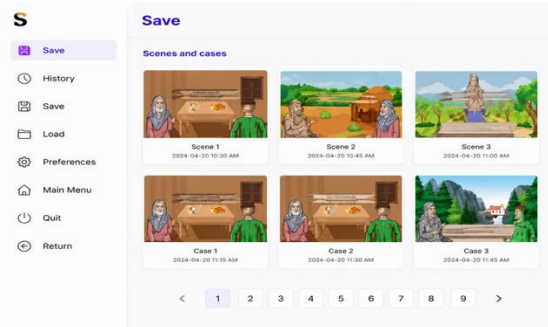 S
Save
Save
History
Save
Load
Preferences
Main Menu
Quit
Return
Scenes and cases
Scene 1
2024-04-20 10:30 AM
Scene 2
2024-04-20 10:45 AM
Scene 3
2024-04-20 11:00 AM
Case 1
2024-04-20 11:15 AM
Case 2
2024-04-20 11:30 AM
Case 3
2024-04-20 11:45 AM
< 1 2 3 4 5 6 7 8 9 >